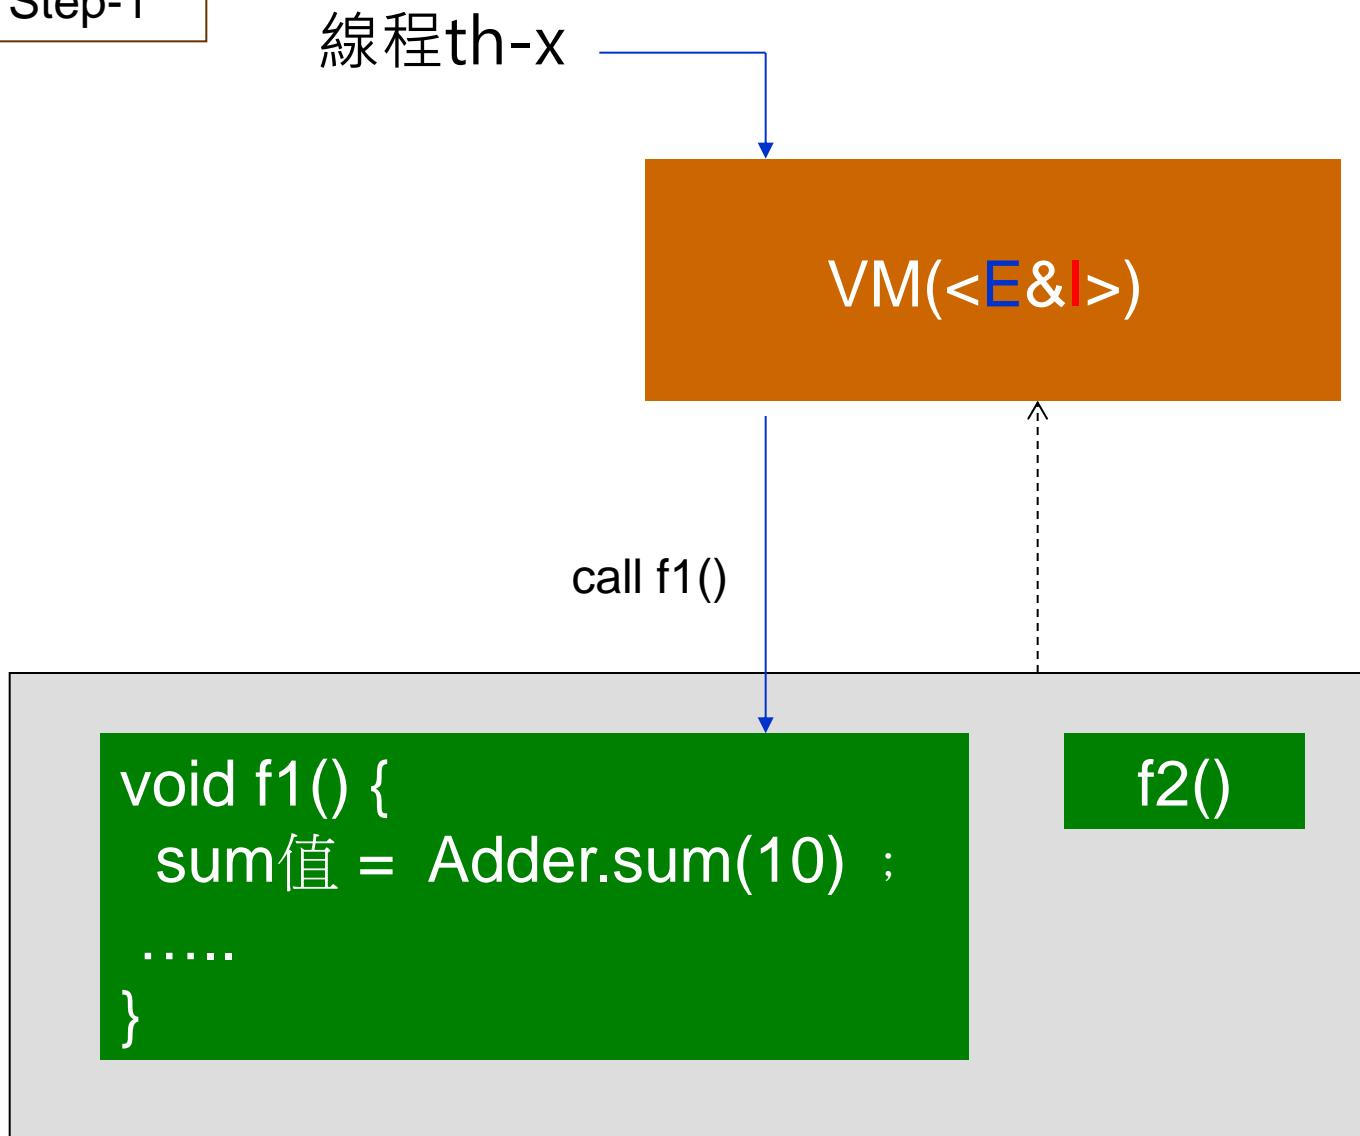 Step-1
線程th-x
VM(<E&I>)
call f1()
void f1() {
sum值 = Adder.sum(10) ;
…..
}
f2()